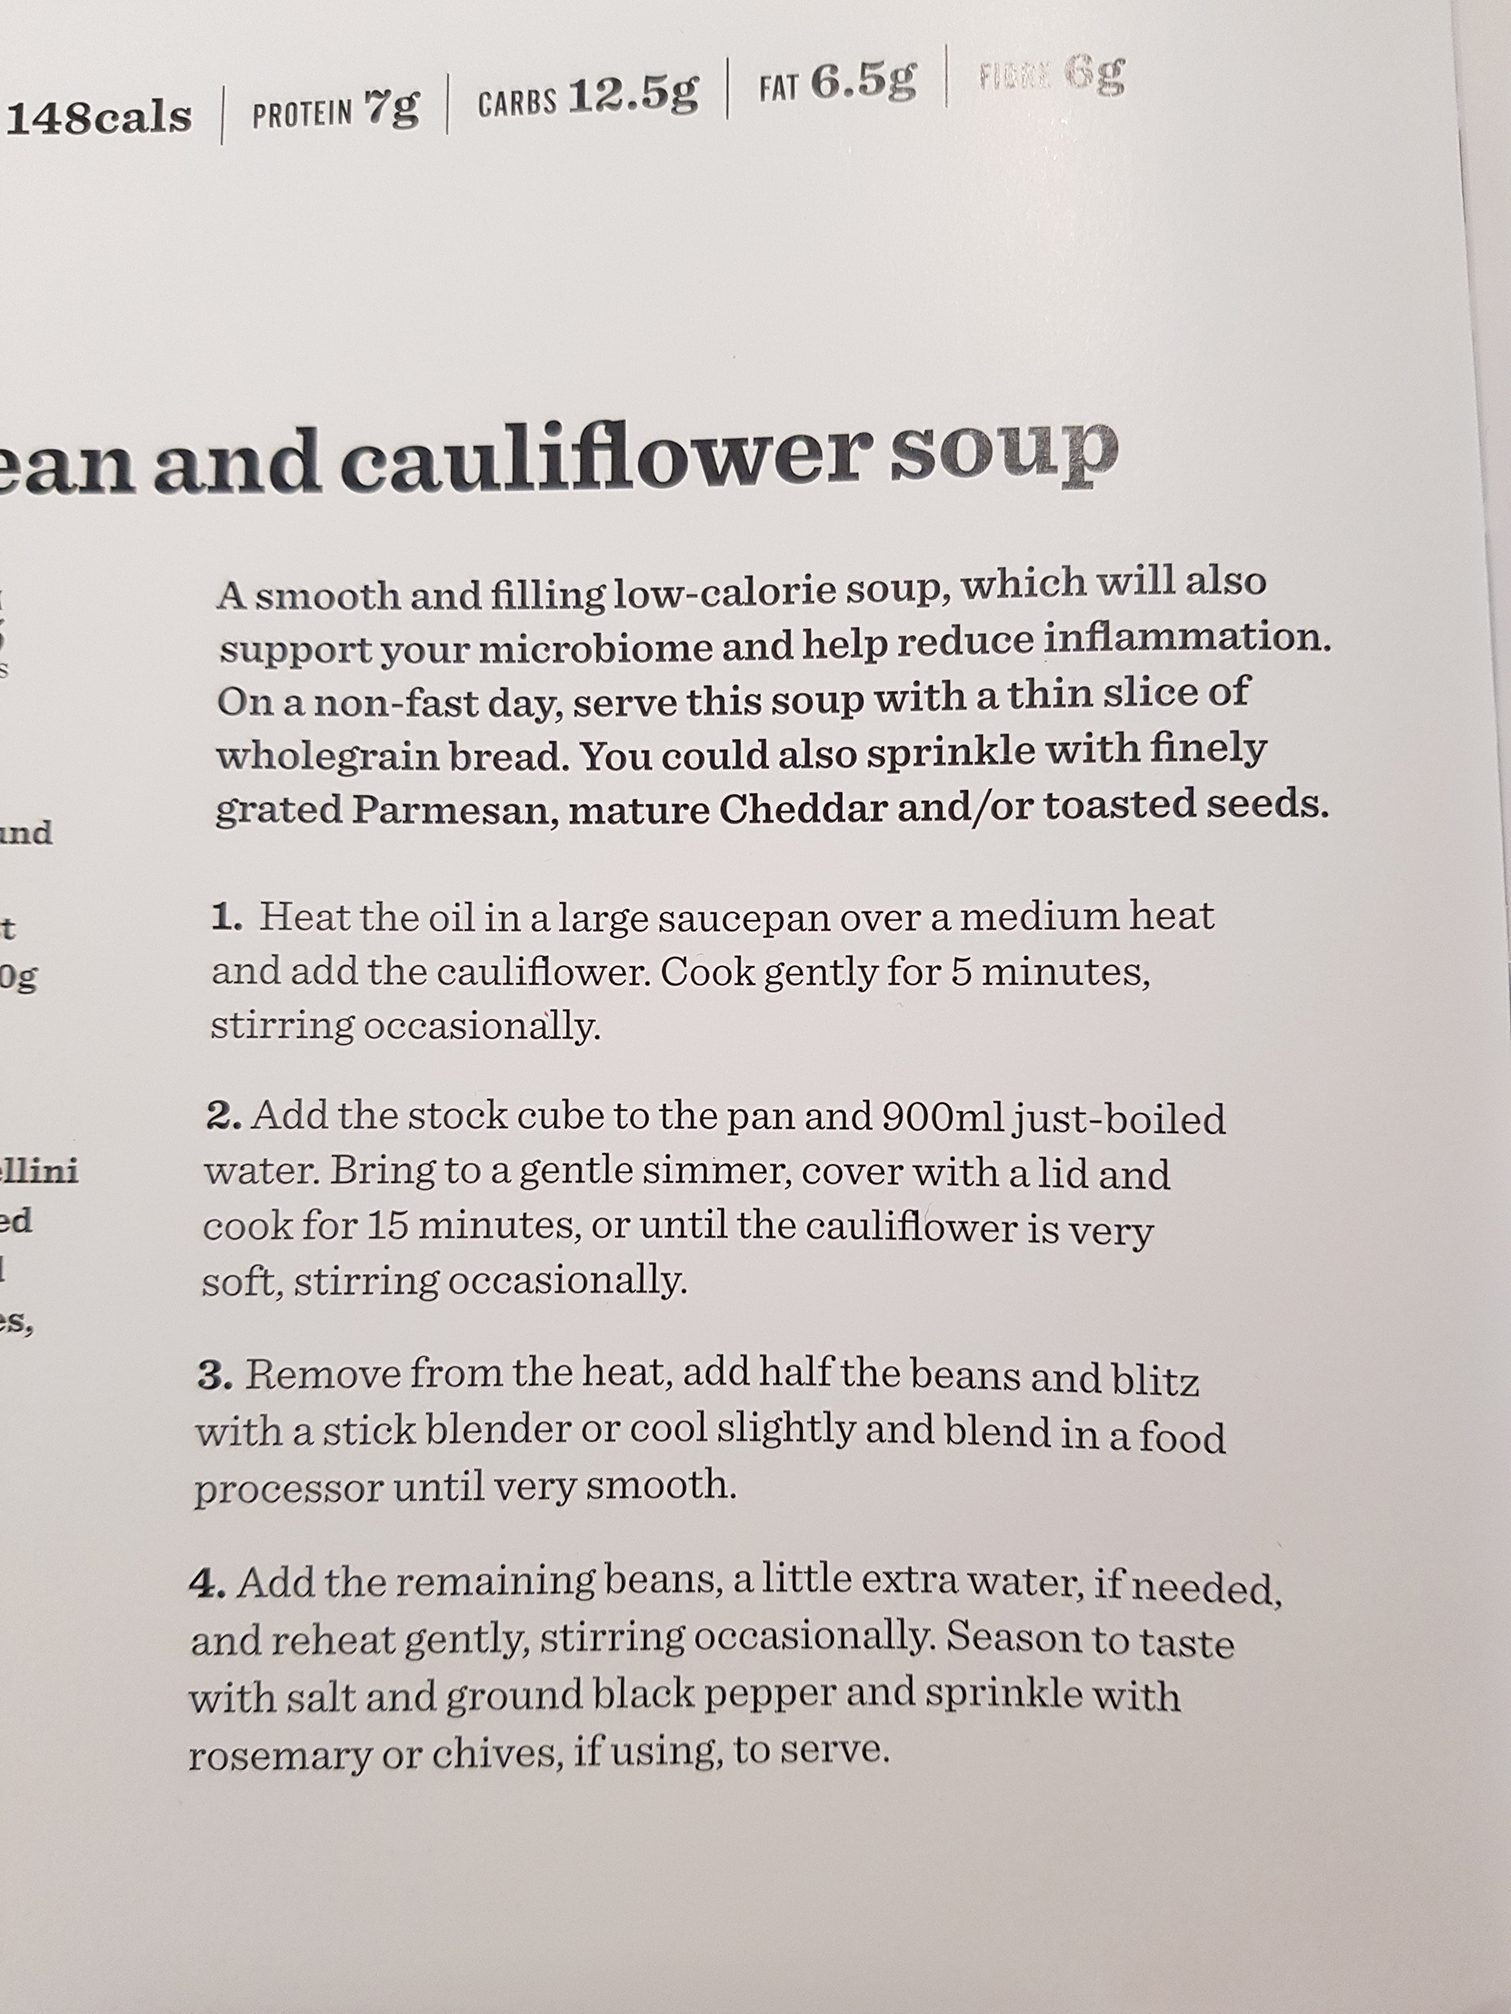 148cals | PROTEIN 7g | CARBS 12.5g | FAT 6.5g | FIBRE 6g
ean and cauliflower soup
s
und
t
0g
ellini
ed
es,
A smooth and filling low-calorie soup, which will also
support your microbiome and help reduce inflammation.
On a non-fast day, serve this soup with a thin slice of
wholegrain bread. You could also sprinkle with finely
grated Parmesan, mature Cheddar and/or toasted seeds.
1. Heat the oil in a large saucepan over a medium heat
and add the cauliflower. Cook gently for 5 minutes,
stirring occasionally.
2. Add the stock cube to the pan and 900ml just-boiled
water. Bring to a gentle simmer, cover with a lid and
cook for 15 minutes, or until the cauliflower is very
soft, stirring occasionally.
3. Remove from the heat, add half the beans and blitz
with a stick blender or cool slightly and blend in a food
processor until very smooth.
4. Add the remaining beans, a little extra water, if needed,
and reheat gently, stirring occasionally. Season to taste
with salt and ground black pepper and sprinkle with
rosemary or chives, if using, to serve.